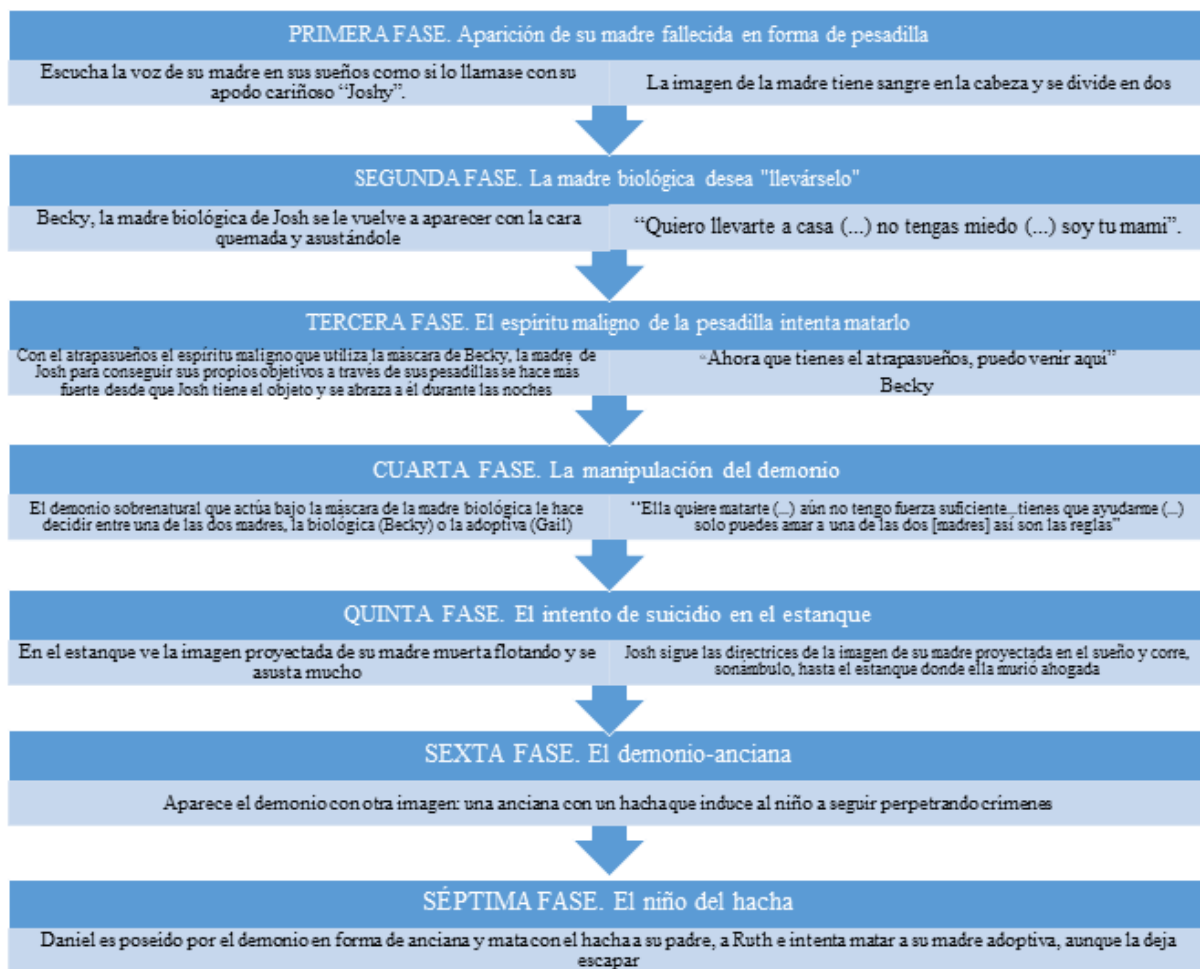 PRIMERA FASE. Aparición de su madre fallecida en forma de pesadilla
Escucha la voz de su madre en sus sueños como si lo llamase con su
apodo cariñoso “Joshy”.
La imagen de la madre tiene sangre en la cabeza y se divide en dos
SEGUNDA FASE. La madre biológica desea "llevárselo"
Becky, la madre biológica de Josh se le vuelve a aparecer con la cara
quemada y asustándole
“Quiero llevarte a casa (...) no tengas miedo (...) soy tu mami”.
TERCERA FASE. El espíritu maligno de la pesadilla intenta matarlo
Con el atrapasueños el espíritu maligno que utiliza la máscara de Becky, la madre de
Josh para conseguir sus propios objetivos a través de sus pesadillas se hace más
fuerte desde que Josh tiene el objeto y se abraza a él durante las noches
“Ahora que tienes el atrapasueños, puedo venir aquí”
Becky
CUARTA FASE. La manipulación del demonio
El demonio sobrenatural que actúa bajo la máscara de la madre biológica le hace
decidir entre una de las dos madres, la biológica (Becky) o la adoptiva (Gail)
“Ella quiere matarte (...) aún no tengo fuerza suficiente...tienes que ayudarme (...)
solo puedes amar a una de las dos [madres] así son las reglas”
QUINTA FASE. El intento de suicidio en el estanque
En el estanque ve la imagen proyectada de su madre muerta flotando y se
asusta mucho
Josh sigue las directrices de la imagen de su madre proyectada en el sueño y corre,
sonámbulo, hasta el estanque donde ella murió ahogada
SEXTA FASE. El demonio-anciana
Aparece el demonio con otra imagen: una anciana con un hacha que induce al niño a seguir perpetrando crímenes
SÉPTIMA FASE. El niño del hacha
Daniel es poseido por el demonio en forma de anciana y mata con el hacha a su padre, a Ruth e intenta matar a su madre adoptiva, aunque la deja
escapar